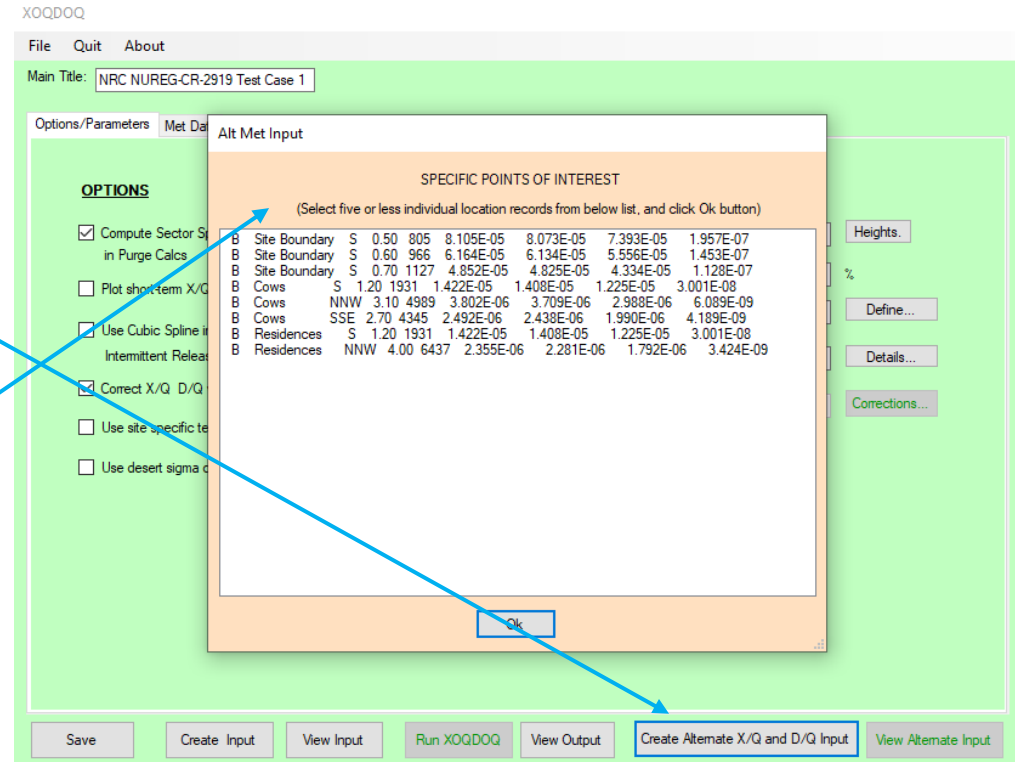 XOQDOQ
File Quit About
Main Title: NRC NUREG-CR-2919 Test Case 1
Options/Parameters Met Da
Alt Met Input
SPECIFIC POINTS OF INTEREST
(Select five or less individual location records from below list, and click Ok button)
OPTIONS
B Site Boundary S 0.50 805 8.105E-05 8.073E-05 7.393E-05 1.957E-07
B Site Boundary S 0.60 966 6.164E-05 6.134E-05 5.556E-05 1.453E-07
B Site Boundary S 0.70 1127 4.852E-05 4.825E-05 4.334E-05 1.128E-07
B Cows S 1.20 1931 1.422E-05 1.408E-05 1.225E-05 3.001E-08
B Cows NNW 3.10 4989 3.802E-06 3.709E-06 2.988E-06 6.089E-09
B Cows SSE 2.70 4345 2.492E-06 2.438E-06 1.990E-06 4.189E-09
B Residences S 1.20 1931 1.422E-05 1.408E-05 1.225E-05 3.001E-08
B Residences NNW 4.00 6437 2.355E-06 2.281E-06 1.792E-06 3.424E-09
Ok
Compute Sector Sp
in Purge Calcs
Plot short-term X/Q
Use Cubic Spline i
Intermittent Releas
Correct X/Q D/Q
Use site specific te
Use desert sigma c
Heights.
%
Define...
Details...
Corrections...
Save Create Input View Input Run XOQDOQ View Output Create Alternate X/Q and D/Q Input View Alternate Input